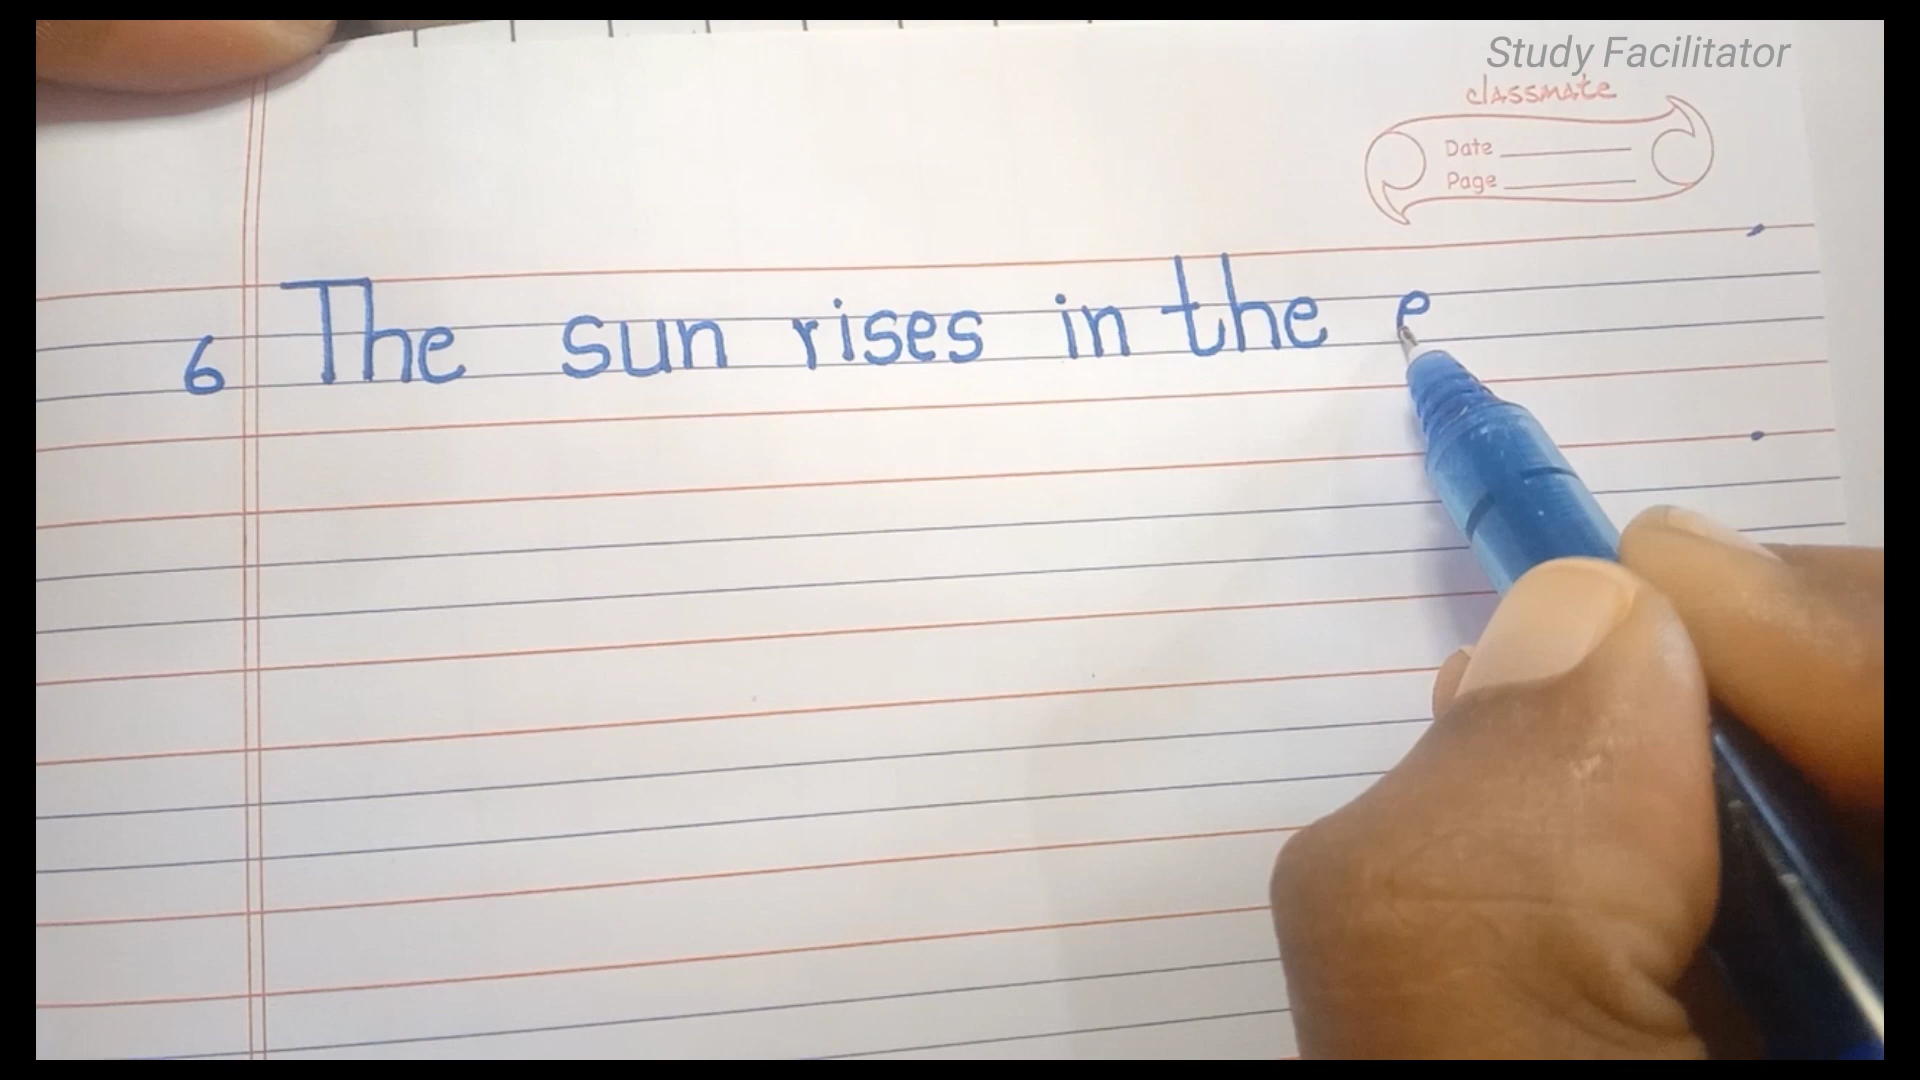 Study Facilitator
classmate
Date
Page
6 The sun rises in the e